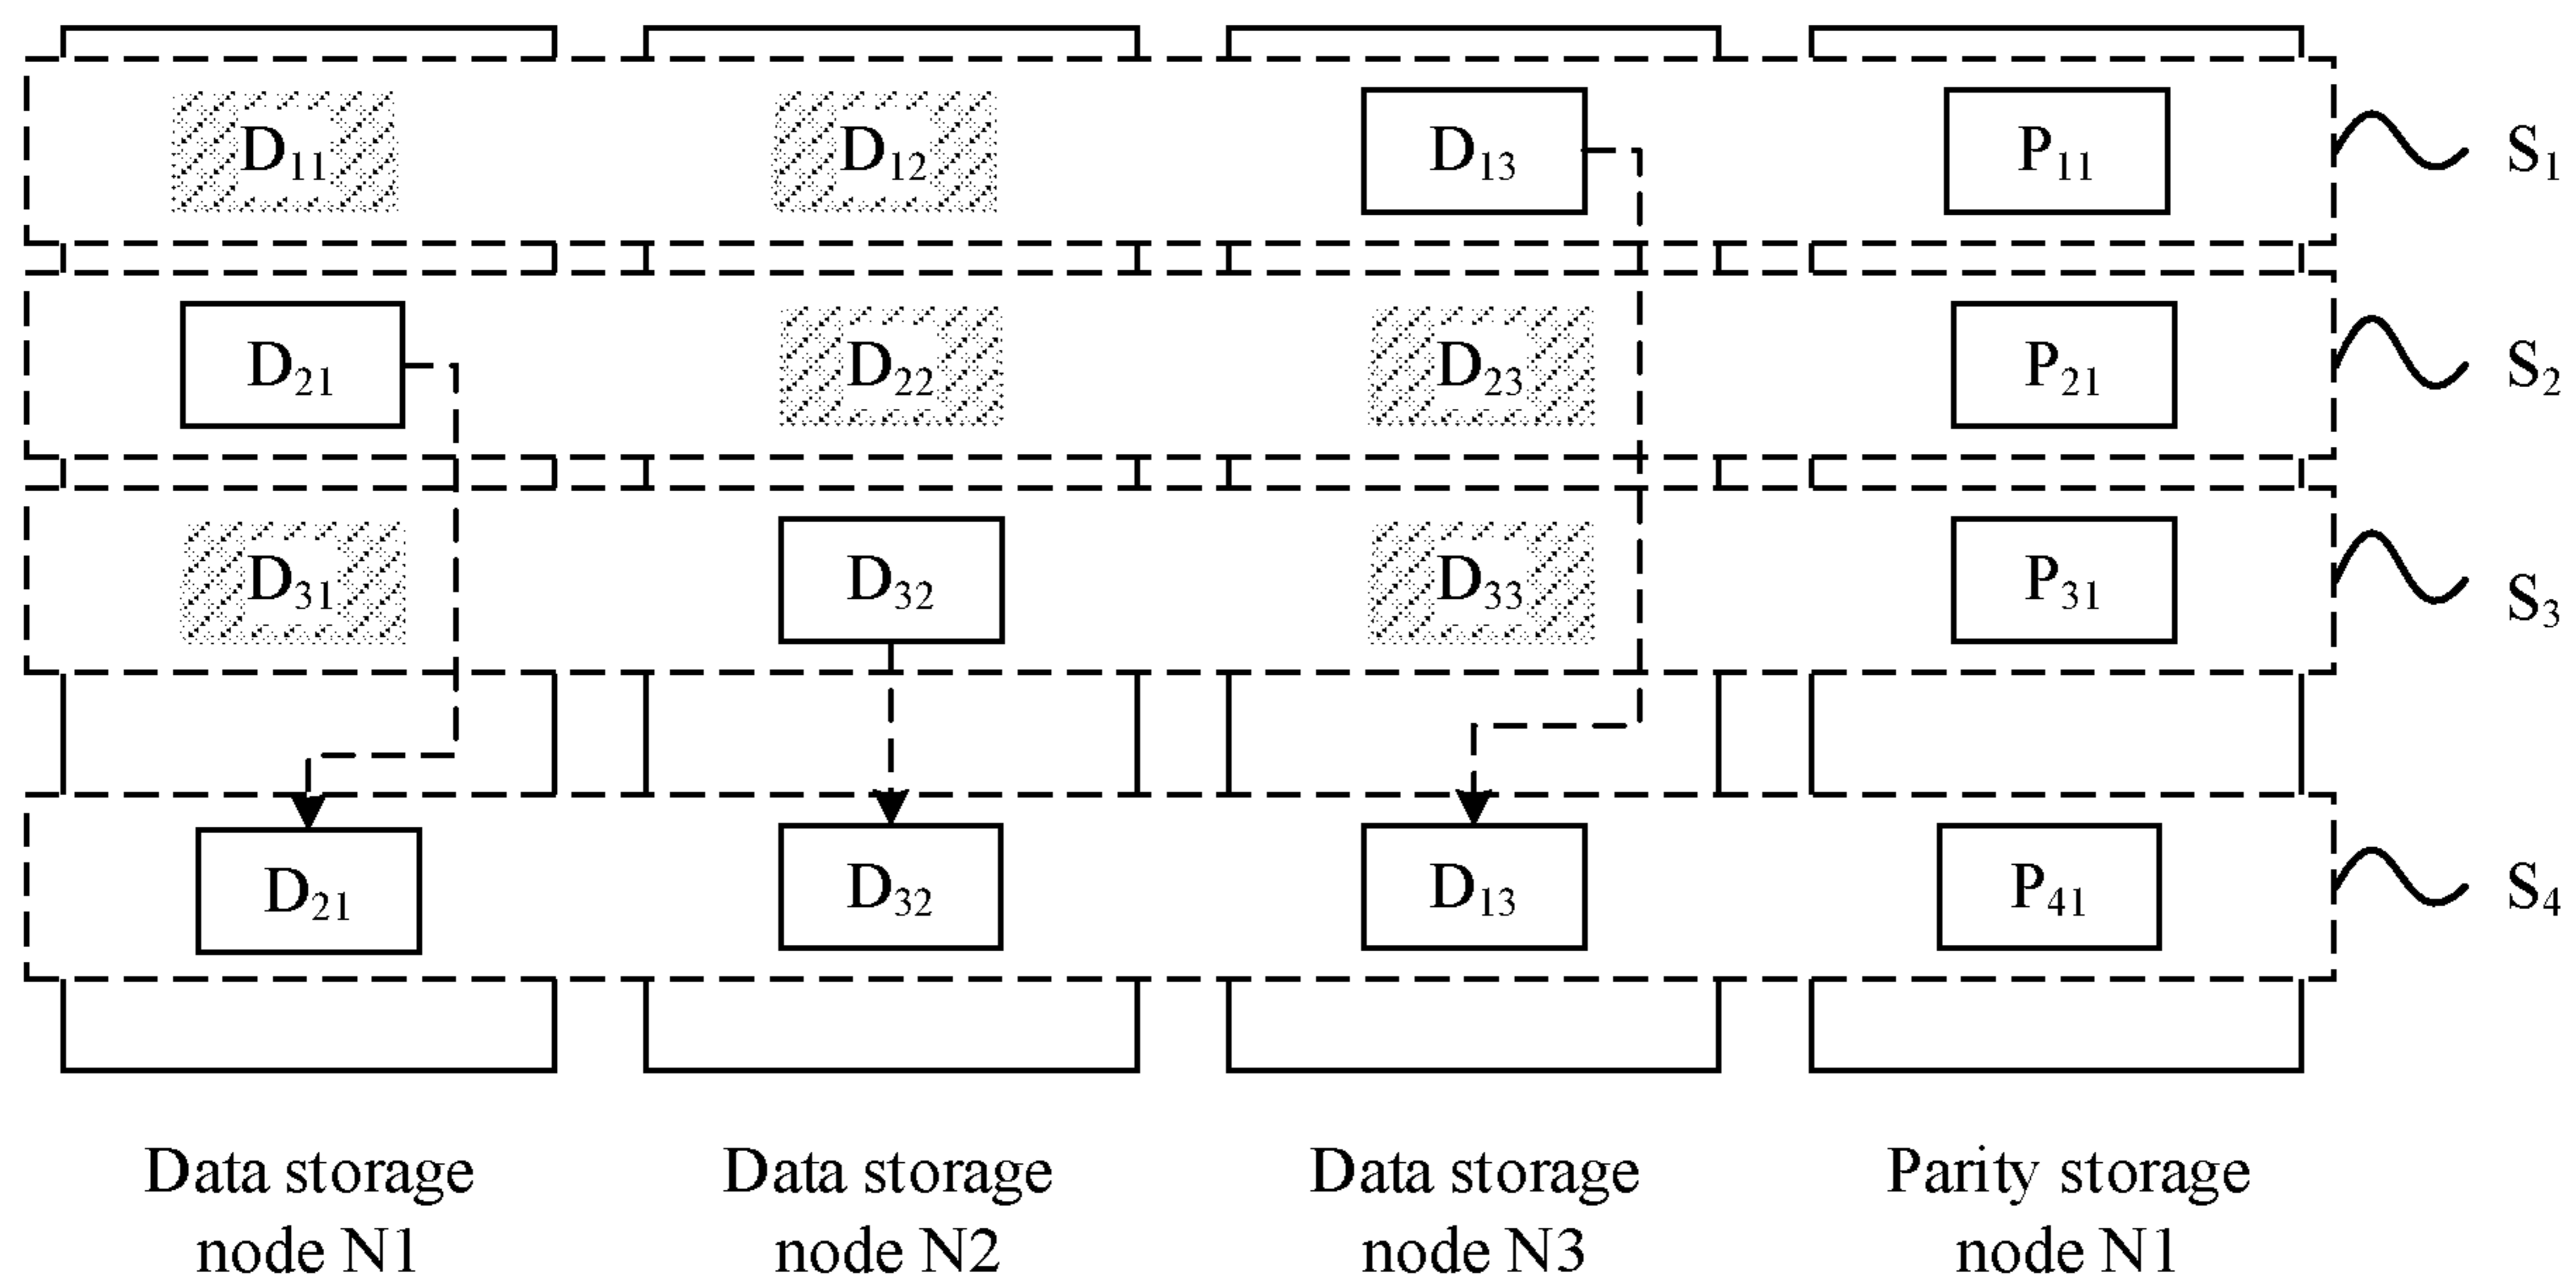 D11 D12 D13 P11 S1
D21 D22 D23 P21 S2
D31 D32 D33 P31 S3
D21 D32 D13 P41 S4
Data storage node N1
Data storage node N2
Data storage node N3
Parity storage node N1